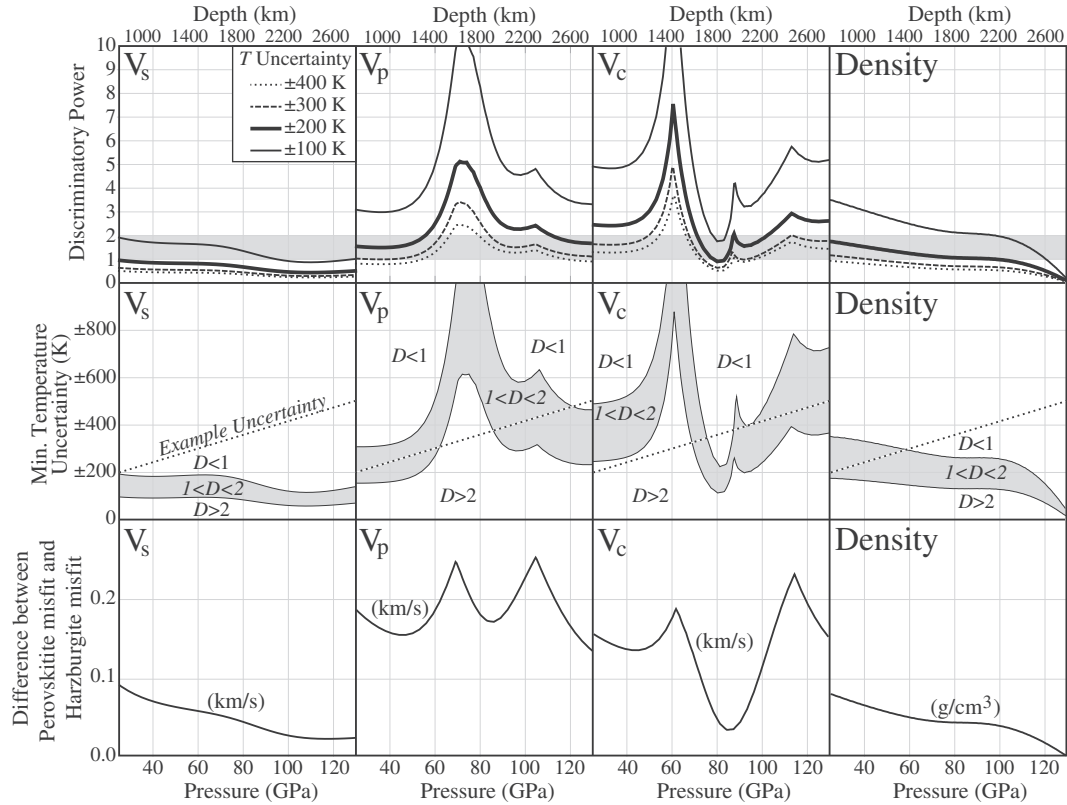 Depth (km) Depth (km) Depth (km) Depth (km)
1000 1400 1800 2200 2600 1000 1400 1800 2200 2600 1000 1400 1800 2200 2600 1000 1400 1800 2200 2600
Discriminatory Power
10
9
8
7
6
5
4
3
2
1
0
Vs
T Uncertainty
±400 K
±300 K
±200 K
±100 K
Vp
Vc
Density
Min. Temperature
Uncertainty (K)
±800
±600
±400
±200
0
Vs
Example Uncertainty
D<1
1<D<2
D>2
Vp
D<1
D<1
1<D<2
D>2
Vc
D<1
D<1
1<D<2
D>2
Density
D<1
1<D<2
D>2
Difference between
Perovskitite misfit and
Harzburgite misfit
0.2
0.1
0.0
Vs
(km/s)
Vp
(km/s)
Vc
(km/s)
Density
(g/cm³)
40 60 80 100 120 40 60 80 100 120 40 60 80 100 120 40 60 80 100 120
Pressure (GPa) Pressure (GPa) Pressure (GPa) Pressure (GPa)